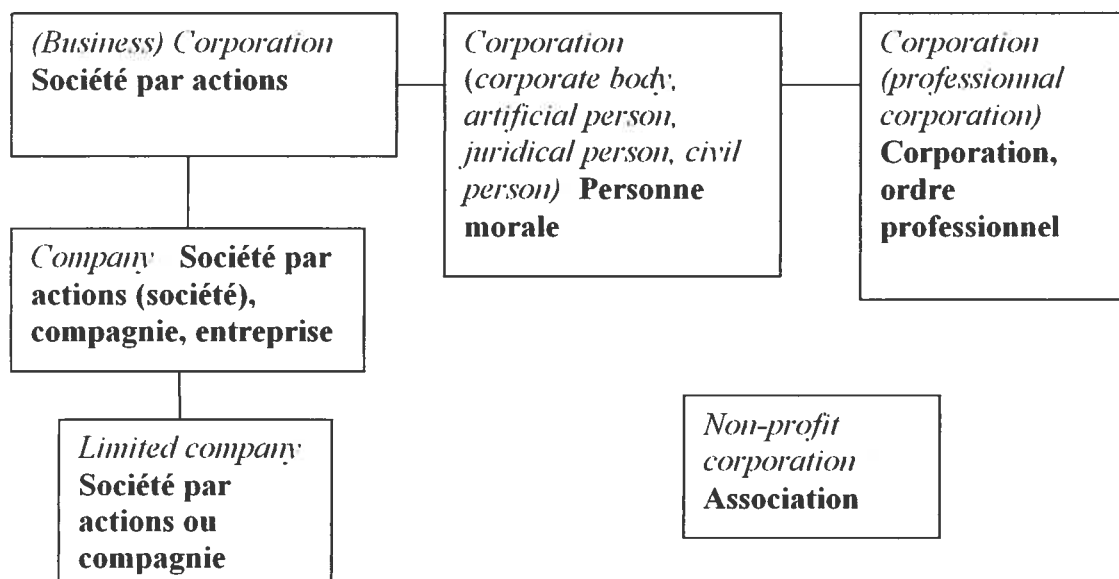 (Business) Corporation
Société par actions
Corporation
(corporate body,
artificial person,
juridical person, civil
person) Personne
morale
Corporation
(professionnal
corporation)
Corporation,
ordre
professionnel
Company Société par
actions (société),
compagnie, entreprise
Limited company
Société par
actions ou
compagnie
Non-profit
corporation
Association